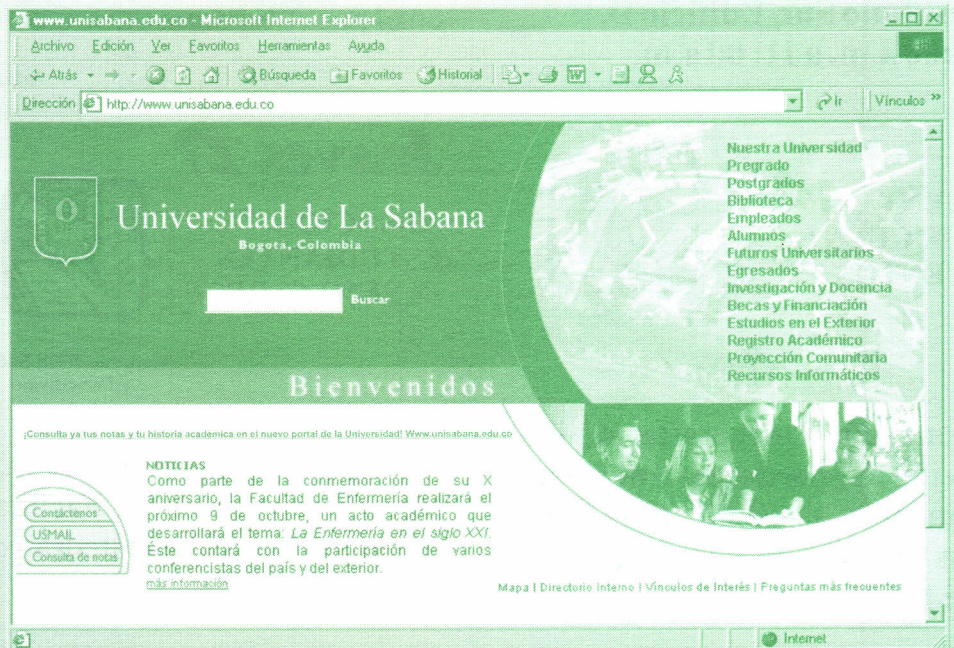 www.unisabana.edu.co - Microsoft Internet Explorer
Archivo Edición Ver Favoritos Herramientas Ayuda
Atrás Búsqueda Favoritos Historial
Dirección http://www.unisabana.edu.co Ir Vínculos »
Nuestra Universidad
Pregrado
Postgrados
Biblioteca
Empleados
Alumnos
Futuros Universitarios
Egresados
Investigación y Docencia
Becas y Financiación
Estudios en el Exterior
Registro Académico
Proyección Comunitaria
Recursos Informáticos
Universidad de La Sabana
Bogota, Colombia
Buscar
Bienvenidos
¡Consulta ya tus notas y tu historia académica en el nuevo portal de la Universidad! Www.unisabana.edu.co
NOTICIAS
Como parte de la conmemoración de su X
aniversario, la Facultad de Enfermería realizará el
próximo 9 de octubre, un acto académico que
desarrollará el tema: La Enfermería en el siglo XXI.
Éste contará con la participación de varios
conferencistas del país y del exterior.
más información
Contáctenos
USMAIL
Consulta de notas
Mapa | Directorio Interno | Vínculos de Interés | Preguntas más frecuentes
Internet